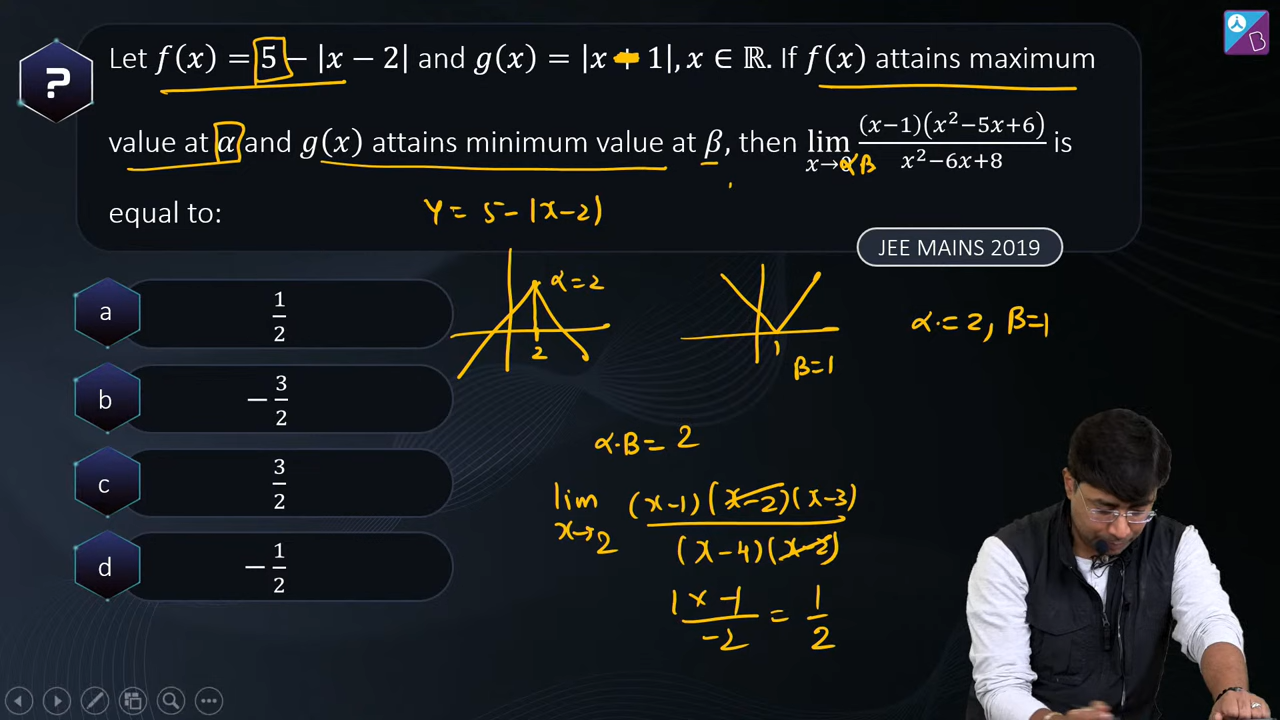 ?
Let f(x) = 5 − |x − 2| and g(x) = |x − 1|, x ∈ ℝ. If f(x) attains maximum
value at α and g(x) attains minimum value at β, then lim x→αβ (x−1)(x²−5x+6) / x²−6x+8 is
equal to:
Y = 5 − |x−2|
JEE MAINS 2019
a 1/2
b − 3/2
c 3/2
d − 1/2
α=2
2
1
β=1
α = 2, β=1
α.β = 2
lim x→2 (x−1)(x−2)(x−3) / (x−4)(x−2)
1 x −1 / −2 = 1/2
B